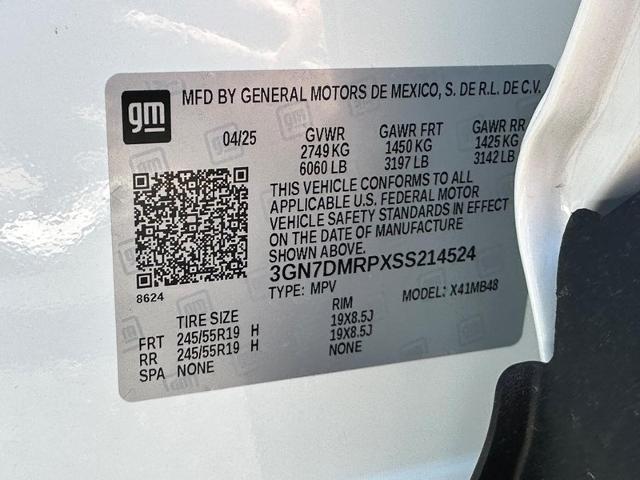 gm
MFD BY GENERAL MOTORS DE MEXICO, S. DE R.L. DE C.V.
04/25 GVWR GAWR FRT GAWR RR
2749 KG 1450 KG 1425 KG
6060 LB 3197 LB 3142 LB
THIS VEHICLE CONFORMS TO ALL
APPLICABLE U.S. FEDERAL MOTOR
VEHICLE SAFETY STANDARDS IN EFFECT
ON THE DATE OF MANUFACTURE
SHOWN ABOVE.
3GN7DMRPXSS214524
8624
TYPE: MPV MODEL: X41MB48
TIRE SIZE RIM
FRT 245/55R19 H 19X8.5J
RR 245/55R19 H 19X8.5J
SPA NONE NONE